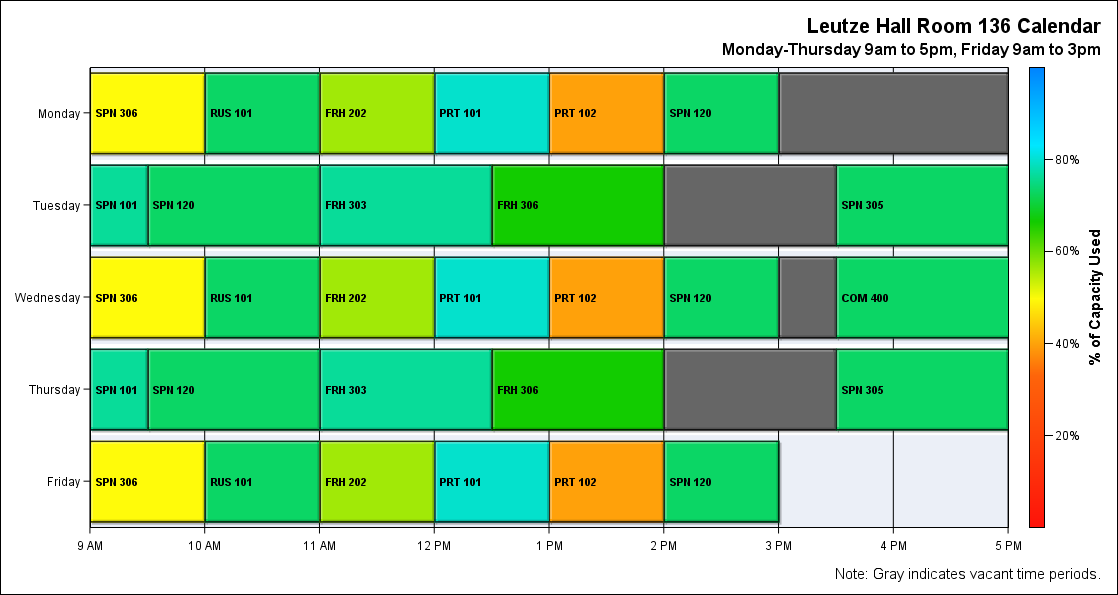 Leutze Hall Room 136 Calendar
Monday-Thursday 9am to 5pm, Friday 9am to 3pm
Monday
SPN 306
RUS 101
FRH 202
PRT 101
PRT 102
SPN 120
Tuesday
SPN 101
SPN 120
FRH 303
FRH 306
SPN 305
Wednesday
SPN 306
RUS 101
FRH 202
PRT 101
PRT 102
SPN 120
COM 400
Thursday
SPN 101
SPN 120
FRH 303
FRH 306
SPN 305
Friday
SPN 306
RUS 101
FRH 202
PRT 101
PRT 102
SPN 120
9 AM
10 AM
11 AM
12 PM
1 PM
2 PM
3 PM
4 PM
5 PM
80%
60%
40%
20%
% of Capacity Used
Note: Gray indicates vacant time periods.